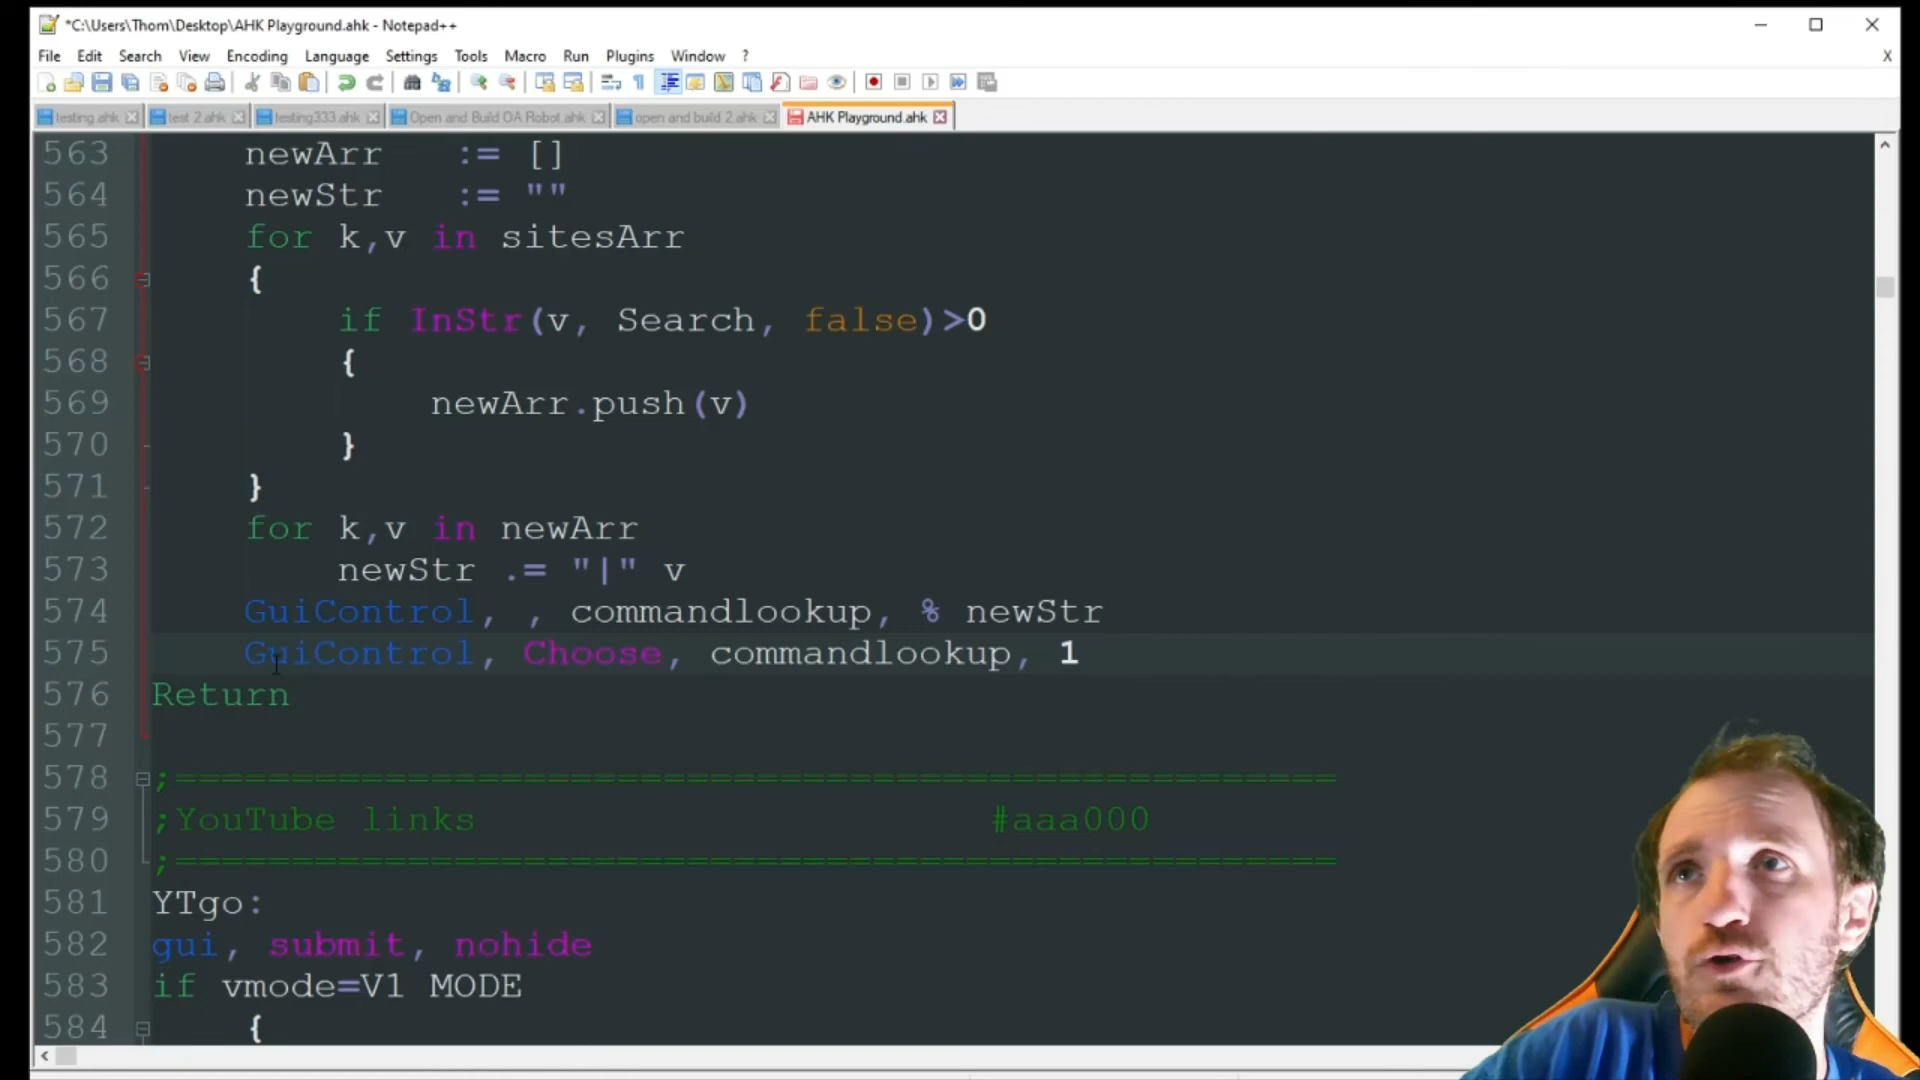 *C:\Users\Thom\Desktop\AHK Playground.ahk - Notepad++
File Edit Search View Encoding Language Settings Tools Macro Run Plugins Window ? X
testing.ahk test 2.ahk testing333.ahk Open and Build OA Robot.ahk open and build 2.ahk AHK Playground.ahk
563 newArr := []
564 newStr := ""
565 for k,v in sitesArr
566 {
567 if InStr(v, Search, false)>0
568 {
569 newArr.push(v)
570 }
571 }
572 for k,v in newArr
573 newStr .= "|" v
574 GuiControl, , commandlookup, % newStr
575 GuiControl, Choose, commandlookup, 1
576 Return
577
578 ;==================================================
579 ;YouTube links #aaa000
580 ;==================================================
581 YTgo:
582 gui, submit, nohide
583 if vmode=V1 MODE
584 {